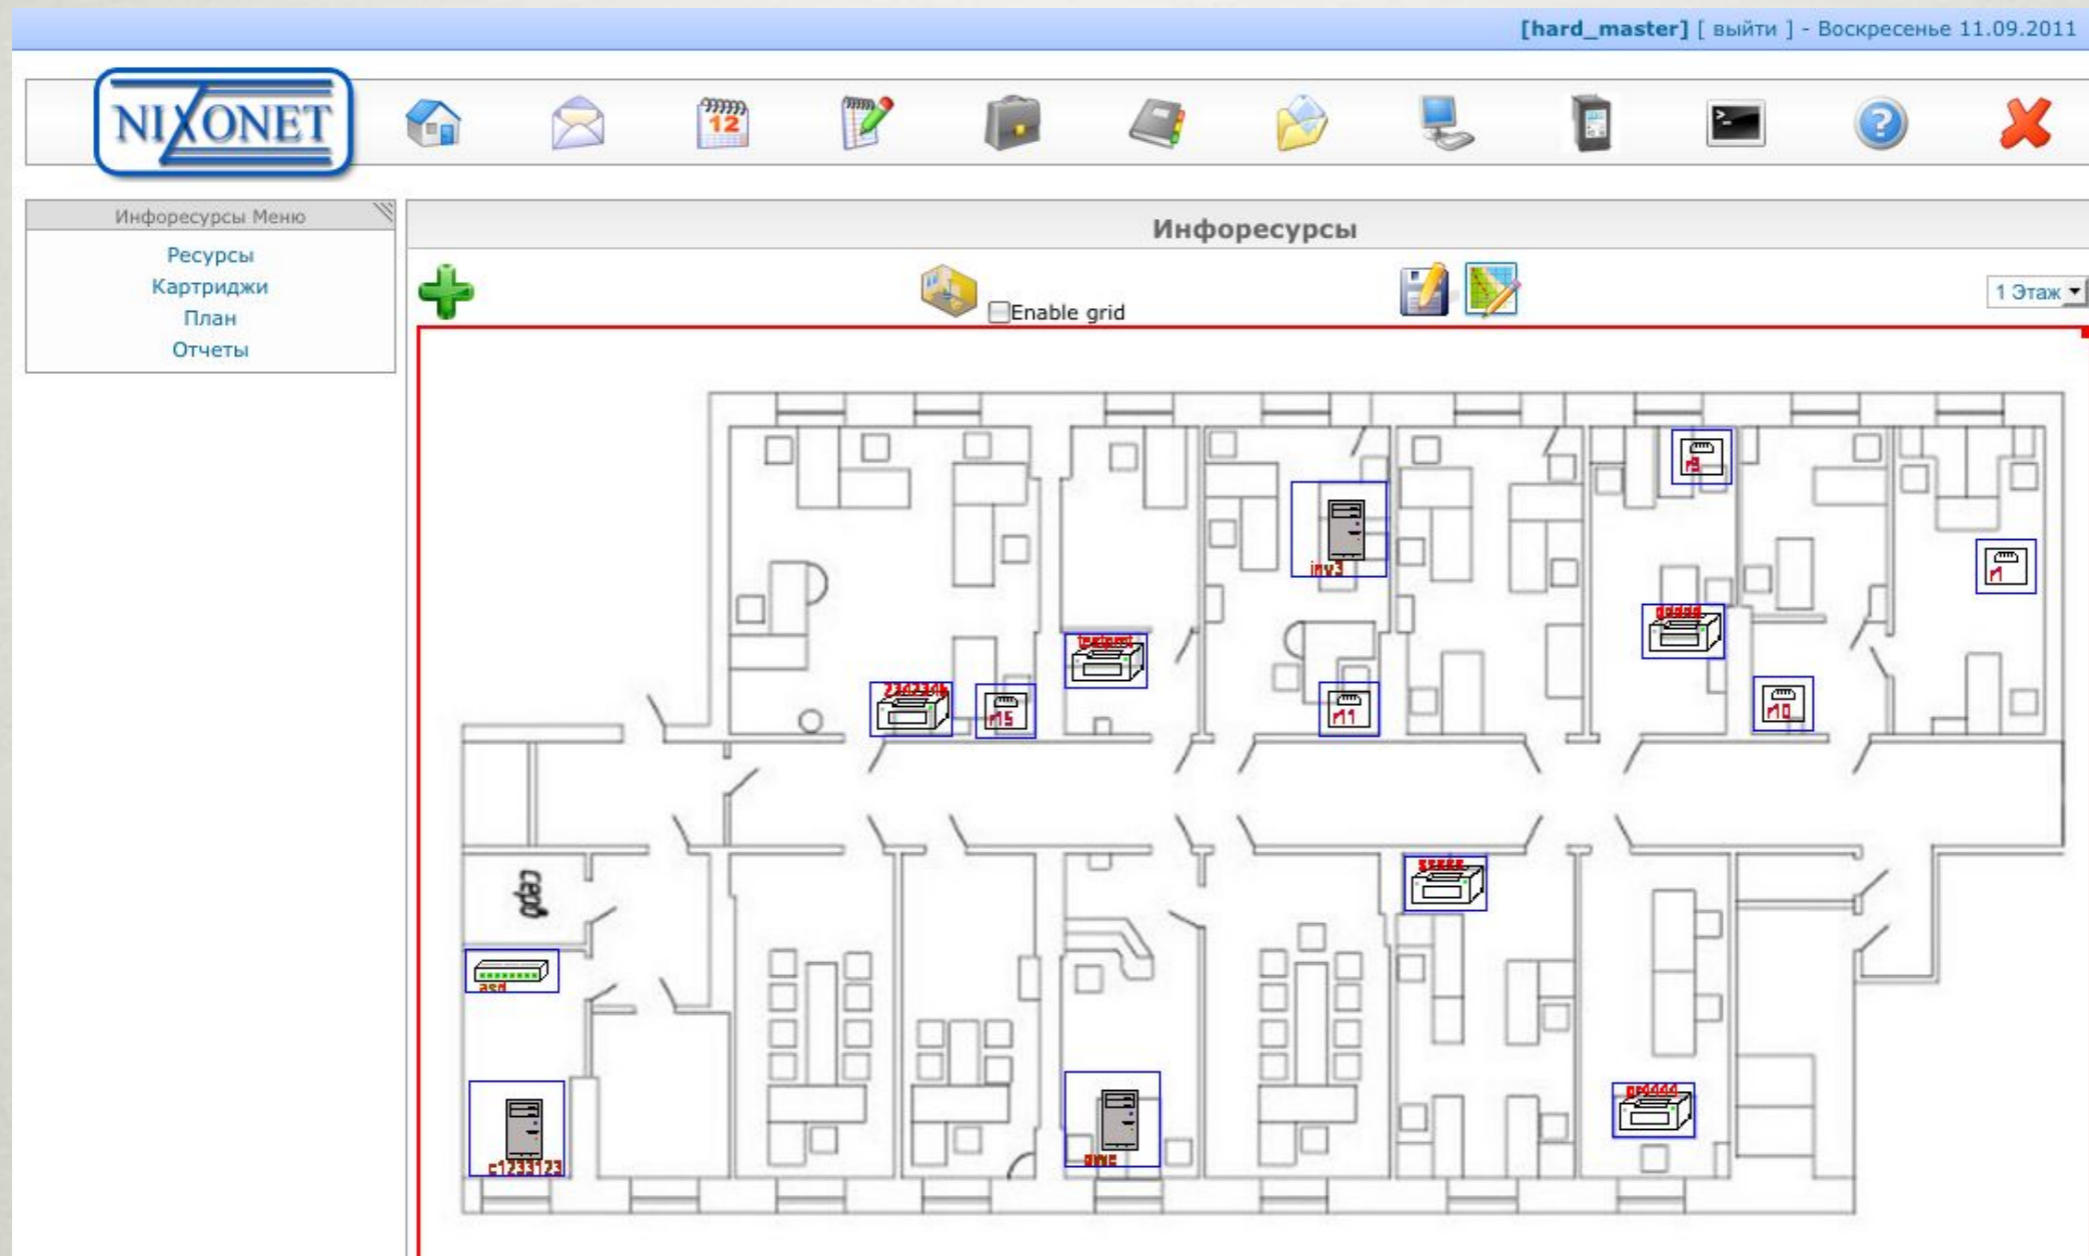 [hard_master] [ выйти ] - Воскресенье 11.09.2011
NIXONET
12
Инфоресурсы Меню
Ресурсы
Картриджи
План
Отчеты
Инфоресурсы
Enable grid
1 Этаж
r9
inv3
r1
r15
r11
r10
asd
c1233123